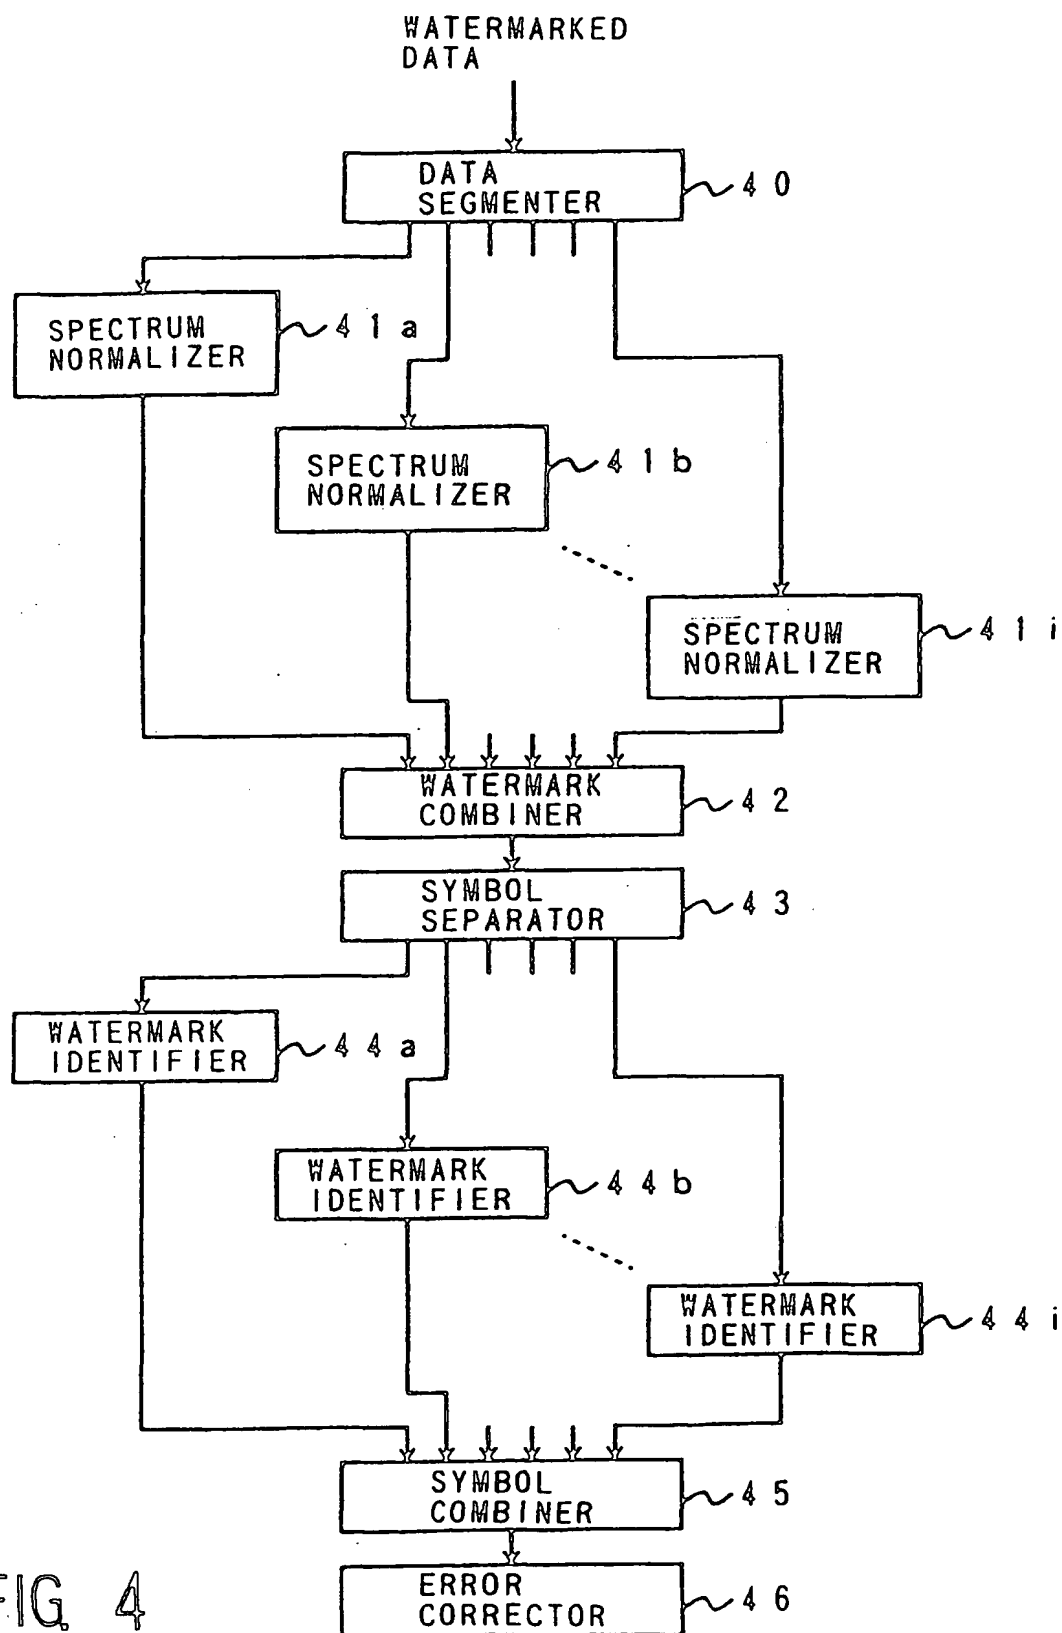 WATERMARKED
DATA
DATA
SEGMENTER
40
SPECTRUM
NORMALIZER
41a
SPECTRUM
NORMALIZER
41b
SPECTRUM
NORMALIZER
41i
WATERMARK
COMBINER
42
SYMBOL
SEPARATOR
43
WATERMARK
IDENTIFIER
44a
WATERMARK
IDENTIFIER
44b
WATERMARK
IDENTIFIER
44i
SYMBOL
COMBINER
45
ERROR
CORRECTOR
46
FIG. 4